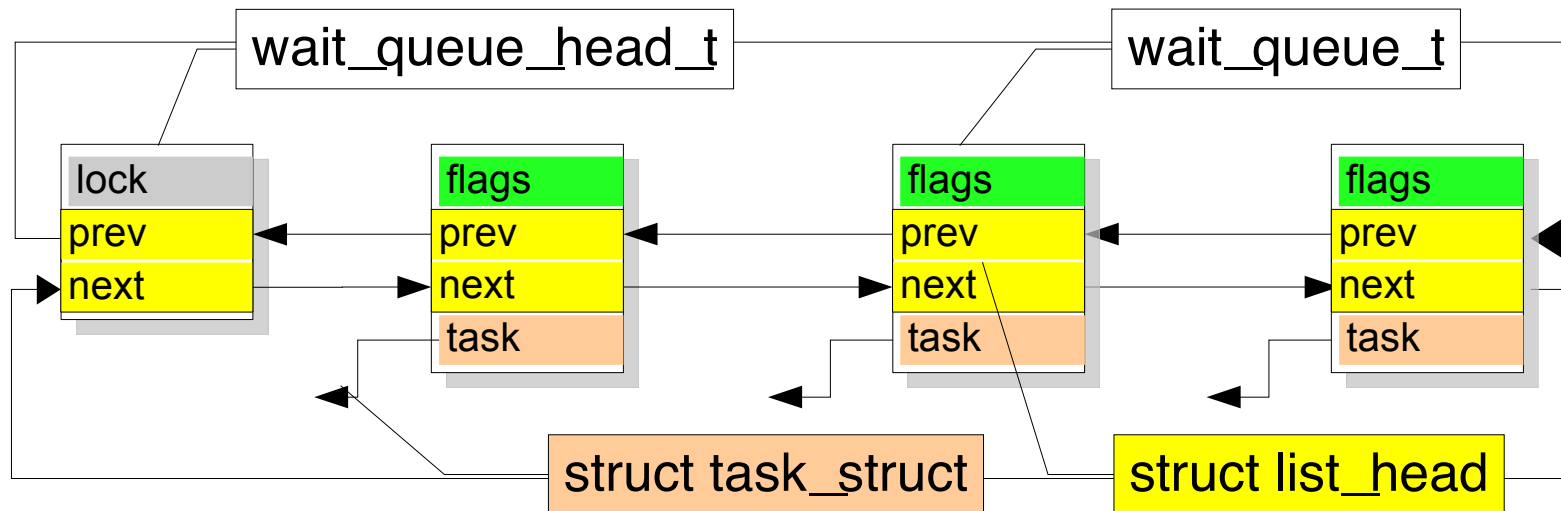 wait_queue_head_t
wait_queue_t
lock
prev
next
flags
prev
next
task
flags
prev
next
task
flags
prev
next
task
struct task_struct
struct list_head